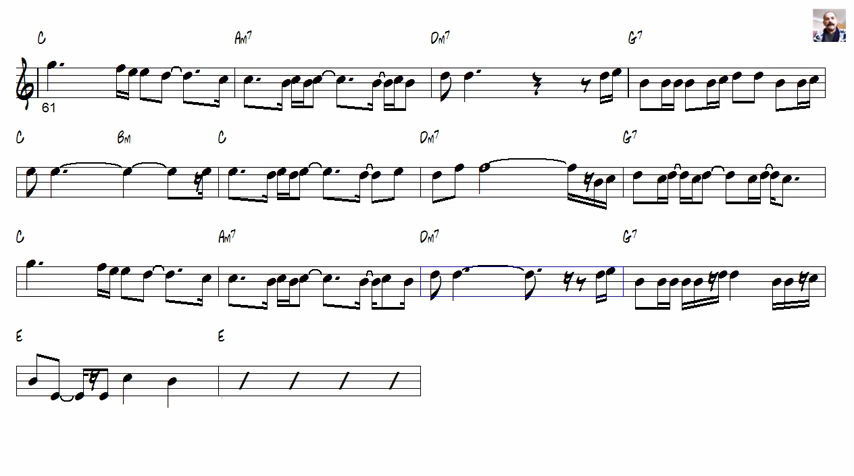 C Am7 Dm7 G7
61
C Bm C Dm7 G7
C Am7 Dm7 G7
E E